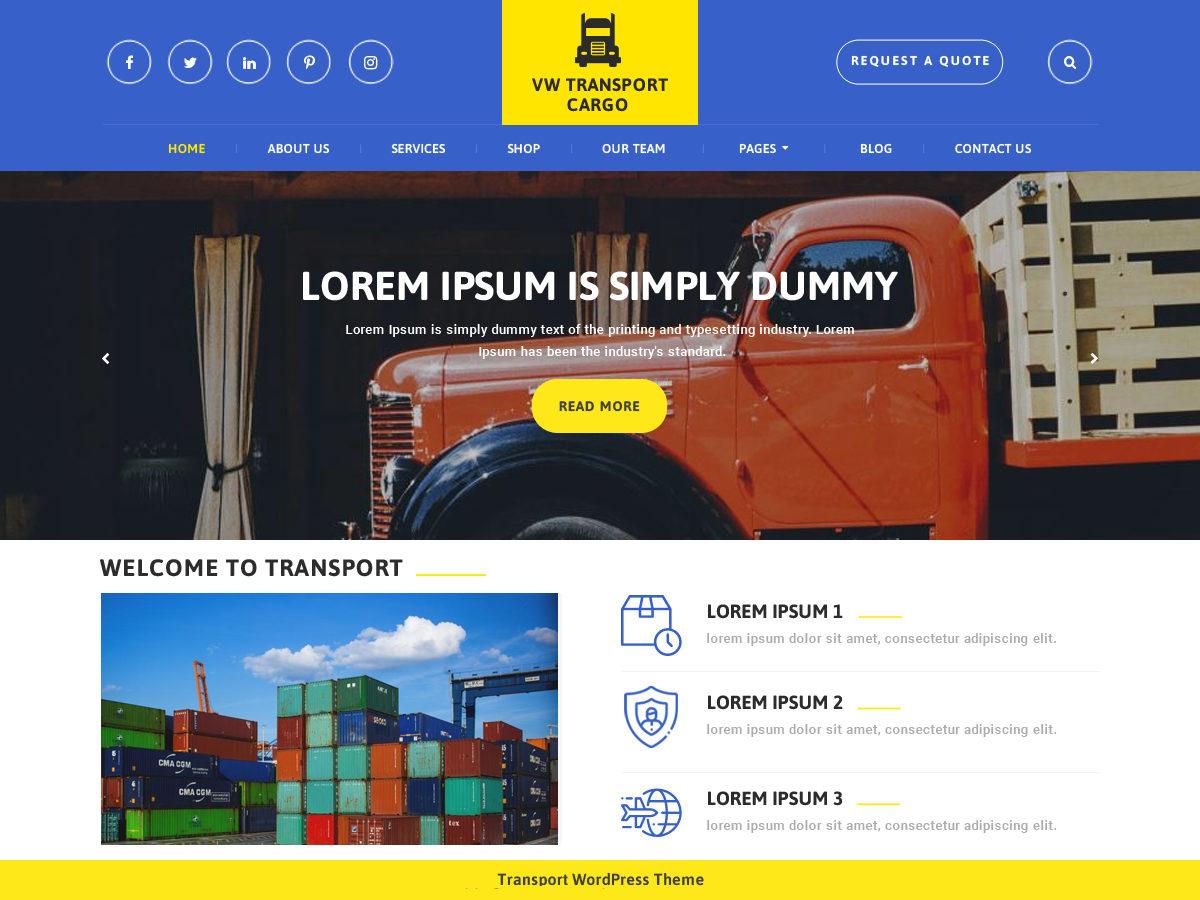 VW TRANSPORT
CARGO
REQUEST A QUOTE
HOME
ABOUT US
SERVICES
SHOP
OUR TEAM
PAGES
BLOG
CONTACT US
LOREM IPSUM IS SIMPLY DUMMY
Lorem Ipsum is simply dummy text of the printing and typesetting industry. Lorem
Ipsum has been the industry's standard.
READ MORE
WELCOME TO TRANSPORT
CMA CGM
CMA CGM
tex
LOREM IPSUM 1
lorem ipsum dolor sit amet, consectetur adipiscing elit.
LOREM IPSUM 2
lorem ipsum dolor sit amet, consectetur adipiscing elit.
LOREM IPSUM 3
lorem ipsum dolor sit amet, consectetur adipiscing elit.
Transport WordPress Theme